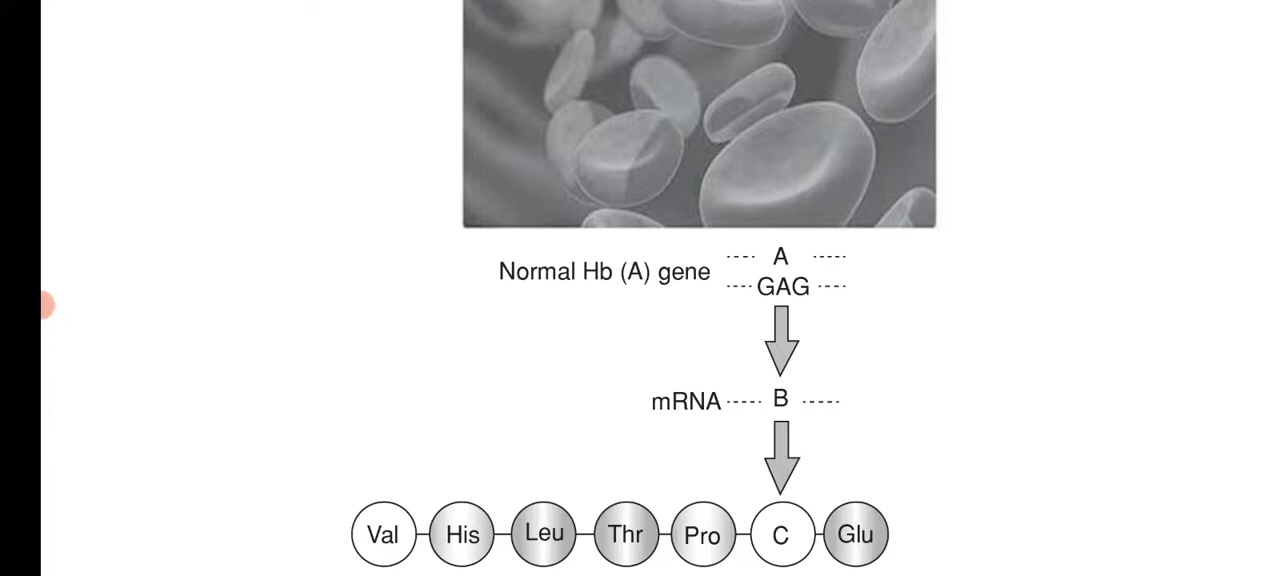 Normal Hb (A) gene ---- A ----
---- GAG ----
mRNA ----- B -----
Val His Leu Thr Pro C Glu